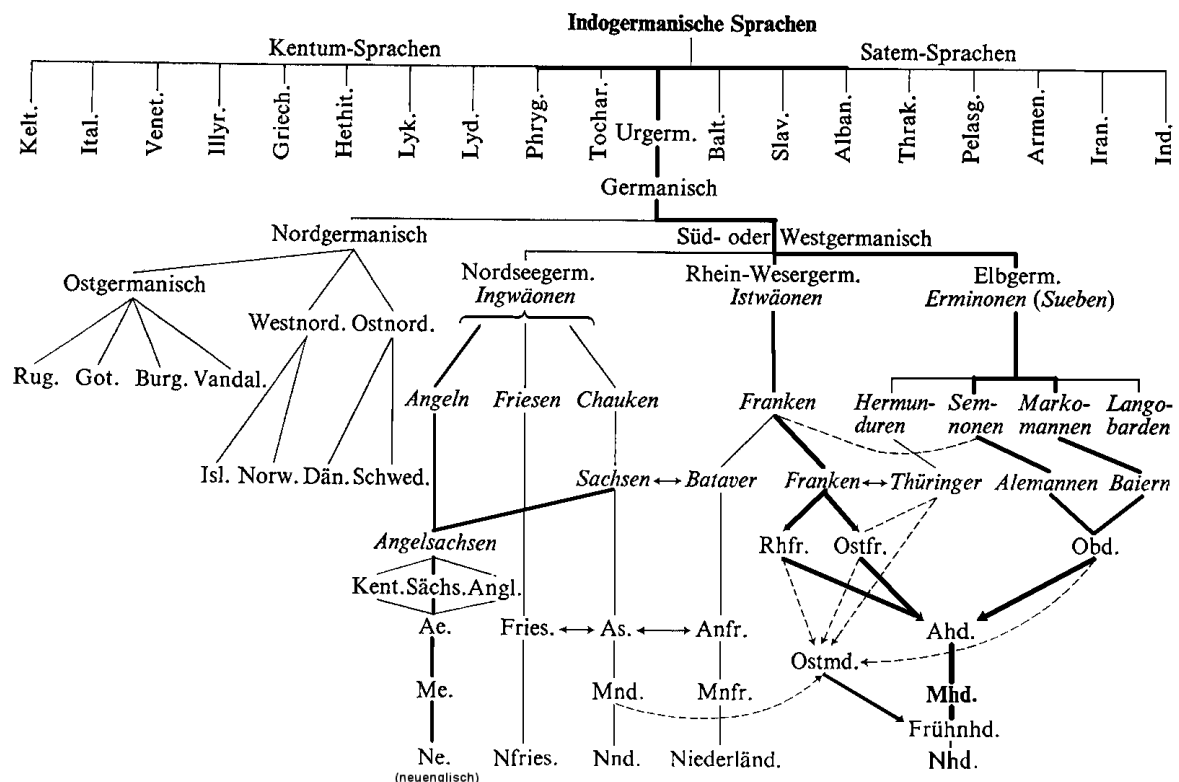 Indogermanische Sprachen
Kentum-Sprachen Satem-Sprachen
Kelt. Ital. Venet. Illyr. Griech. Hethit. Lyk. Lyd. Phryg. Tochar. Urgerm. Balt. Slav. Alban. Thrak. Pelasg. Armen. Iran. Ind.
Germanisch
Nordgermanisch Süd- oder Westgermanisch
Ostgermanisch Nordseegerm. Rhein-Wesergerm. Elbgerm.
Ingwäonen Istwäonen Erminonen (Sueben)
Westnord. Ostnord.
Rug. Got. Burg. Vandal.
Angeln Friesen Chauken Franken Hermun- Sem- Marko- Lango-
duren nonen mannen barden
Isl. Norw. Dän. Schwed. Sachsen Bataver Franken Thüringer Alemannen Baiern
Angelsachsen Rhfr. Ostfr. Obd.
Kent. Sächs. Angl.
Ae. Fries. As. Anfr. Ahd.
Ostmd.
Me. Mnd. Mnfr. Mhd.
Frühnhd.
Ne. Nfries. Nnd. Niederländ. Nhd.
(neuenglisch)